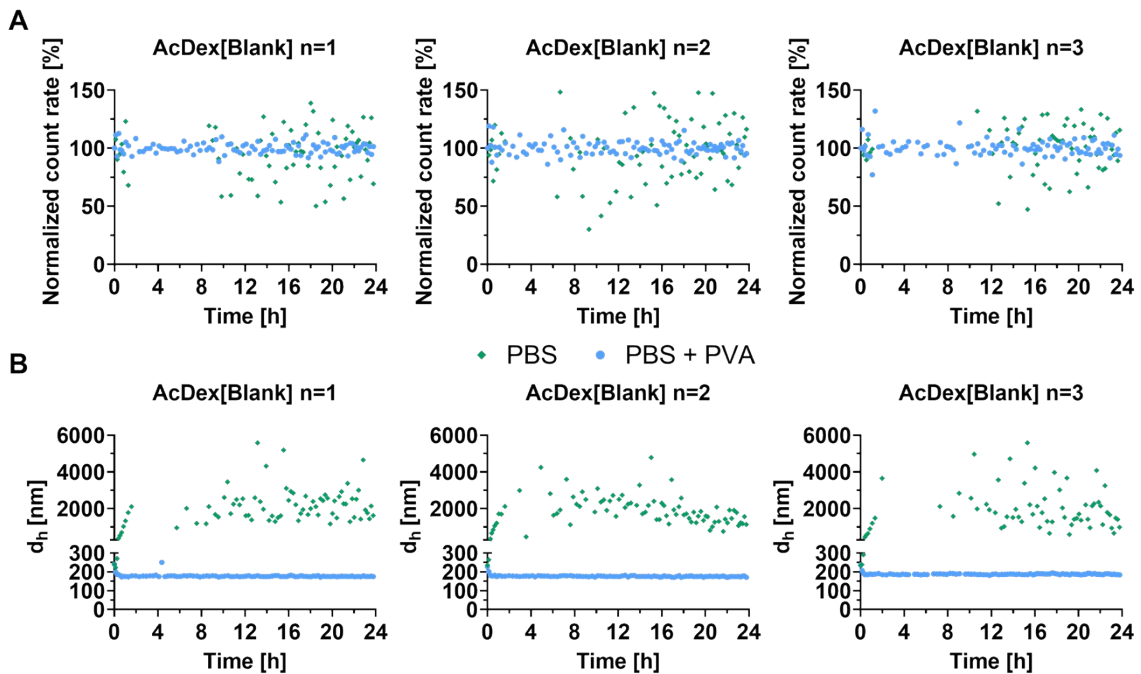 A
AcDex[Blank] n=1
AcDex[Blank] n=2
AcDex[Blank] n=3
Normalized count rate [%]
150
100
50
0
0 4 8 12 16 20 24
Time [h]
Normalized count rate [%]
150
100
50
0
0 4 8 12 16 20 24
Time [h]
Normalized count rate [%]
150
100
50
0
0 4 8 12 16 20 24
Time [h]
PBS PBS + PVA
B
AcDex[Blank] n=1
AcDex[Blank] n=2
AcDex[Blank] n=3
dh [nm]
6000
4000
2000
300
200
100
0
0 4 8 12 16 20 24
Time [h]
dh [nm]
6000
4000
2000
300
200
100
0
0 4 8 12 16 20 24
Time [h]
dh [nm]
6000
4000
2000
300
200
100
0
0 4 8 12 16 20 24
Time [h]